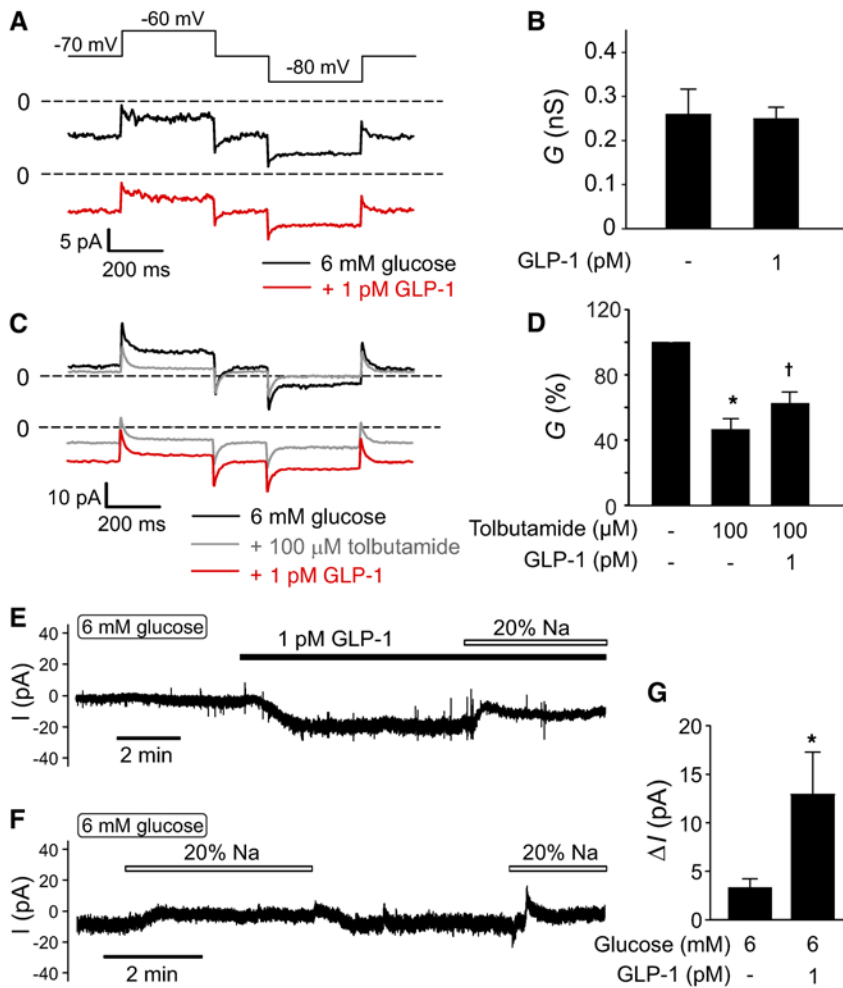 A
-60 mV
-70 mV
-80 mV
0
0
5 pA
200 ms
6 mM glucose
+ 1 pM GLP-1
B
G (nS)
0.4
0.3
0.2
0.1
0
GLP-1 (pM)
- 1
C
0
0
10 pA
200 ms
6 mM glucose
+ 100 µM tolbutamide
+ 1 pM GLP-1
D
G (%)
120
80
60
40
0
*
†
Tolbutamide (µM) - 100 100
GLP-1 (pM) - - 1
E
6 mM glucose
1 pM GLP-1
20% Na
I (pA)
40
20
0
-20
-40
2 min
F
6 mM glucose
20% Na
20% Na
I (pA)
40
20
0
-20
-40
2 min
G
ΔI (pA)
20
15
10
5
0
*
Glucose (mM) 6 6
GLP-1 (pM) - 1